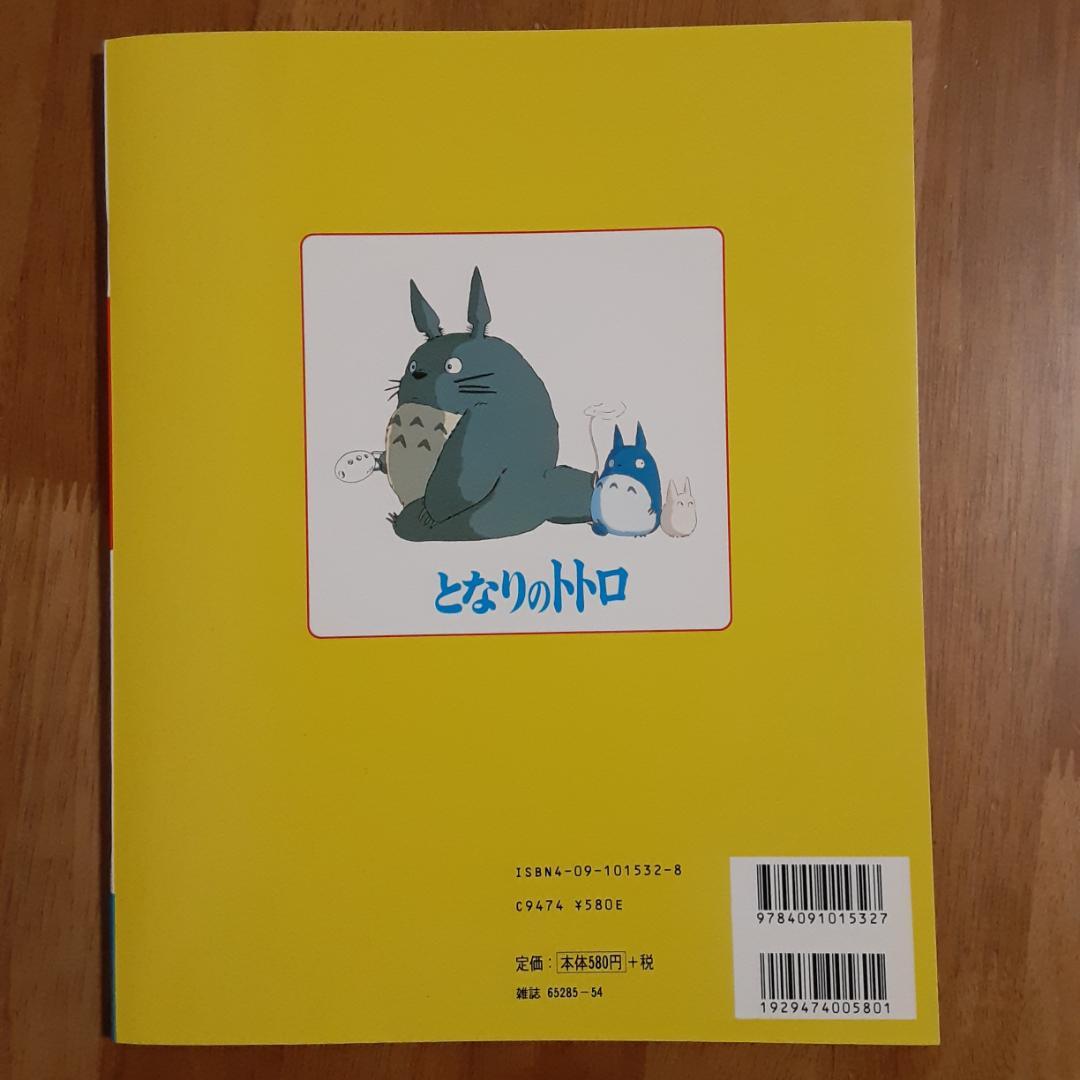 となりのトトロ
ISBN4-09-101532-8
C9474 ¥580E
定価：本体580円+税
雑誌 65285-54
9784091015327
1929474005801